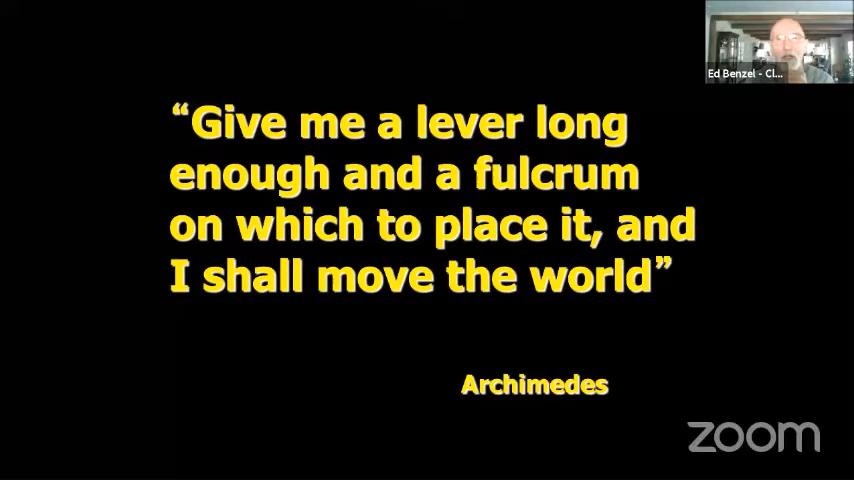 Ed Benzel - Cl...
“Give me a lever long
enough and a fulcrum
on which to place it, and
I shall move the world”
Archimedes
zoom